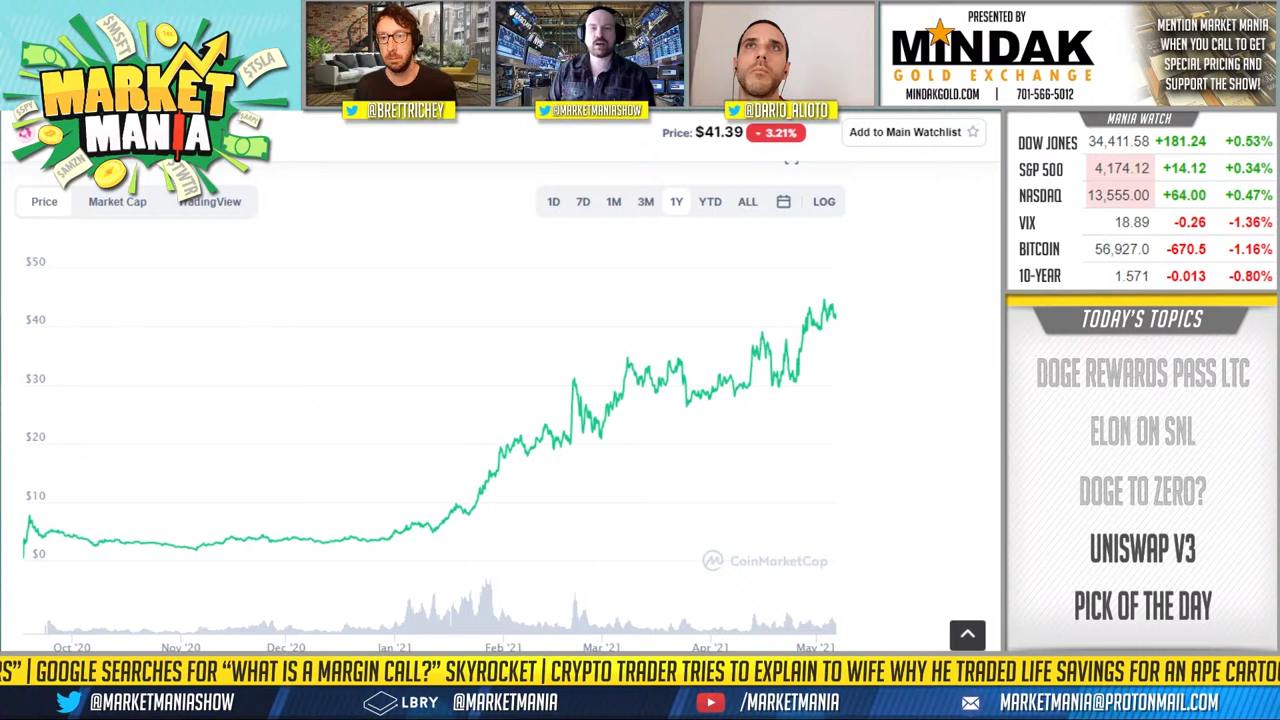 $MSFT
$TSLA
$SPY
$AAPL
$AMZN
$TWTR
MARKET
MANIA
@BRETTRICHEY
@MARKETMANIASHOW
@DARIO_ALIOTO
PRESENTED BY
MINDAK
GOLD EXCHANGE
MINDAKGOLD.COM | 701-566-5012
MENTION MARKET MANIA
WHEN YOU CALL TO GET
SPECIAL PRICING AND
SUPPORT THE SHOW!
Price: $41.39 3.21%
Add to Main Watchlist
Price Market Cap TradingView
1D 7D 1M 3M 1Y YTD ALL LOG
$50
$40
$30
$20
$10
$0
CoinMarketCap
Oct '20 Nov '20 Dec '20 Jan '21 Feb '21 Mar '21 Apr '21 May '21
MANIA WATCH
DOW JONES 34,411.58 +181.24 +0.53%
S&P 500 4,174.12 +14.12 +0.34%
NASDAQ 13,555.00 +64.00 +0.47%
VIX 18.89 -0.26 -1.36%
BITCOIN 56,927.0 -670.5 -1.16%
10-YEAR 1.571 -0.013 -0.80%
TODAY'S TOPICS
DOGE REWARDS PASS LTC
ELON ON SNL
DOGE TO ZERO?
UNISWAP V3
PICK OF THE DAY
RS" | GOOGLE SEARCHES FOR "WHAT IS A MARGIN CALL?" SKYROCKET | CRYPTO TRADER TRIES TO EXPLAIN TO WIFE WHY HE TRADED LIFE SAVINGS FOR AN APE CARTO
@MARKETMANIASHOW LBRY @MARKETMANIA /MARKETMANIA MARKETMANIA@PROTONMAIL.COM